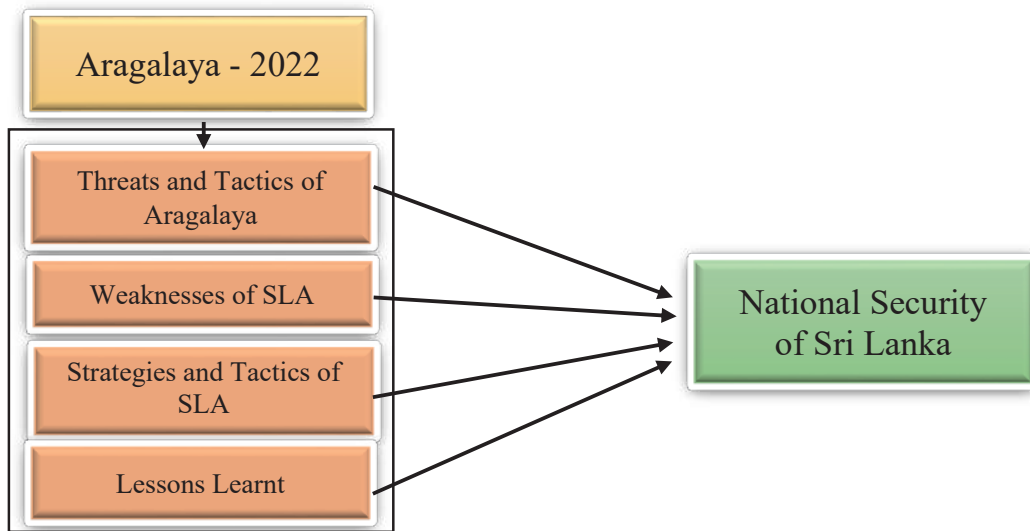 Aragalaya - 2022
Threats and Tactics of
Aragalaya
Weaknesses of SLA
Strategies and Tactics of
SLA
Lessons Learnt
National Security
of Sri Lanka